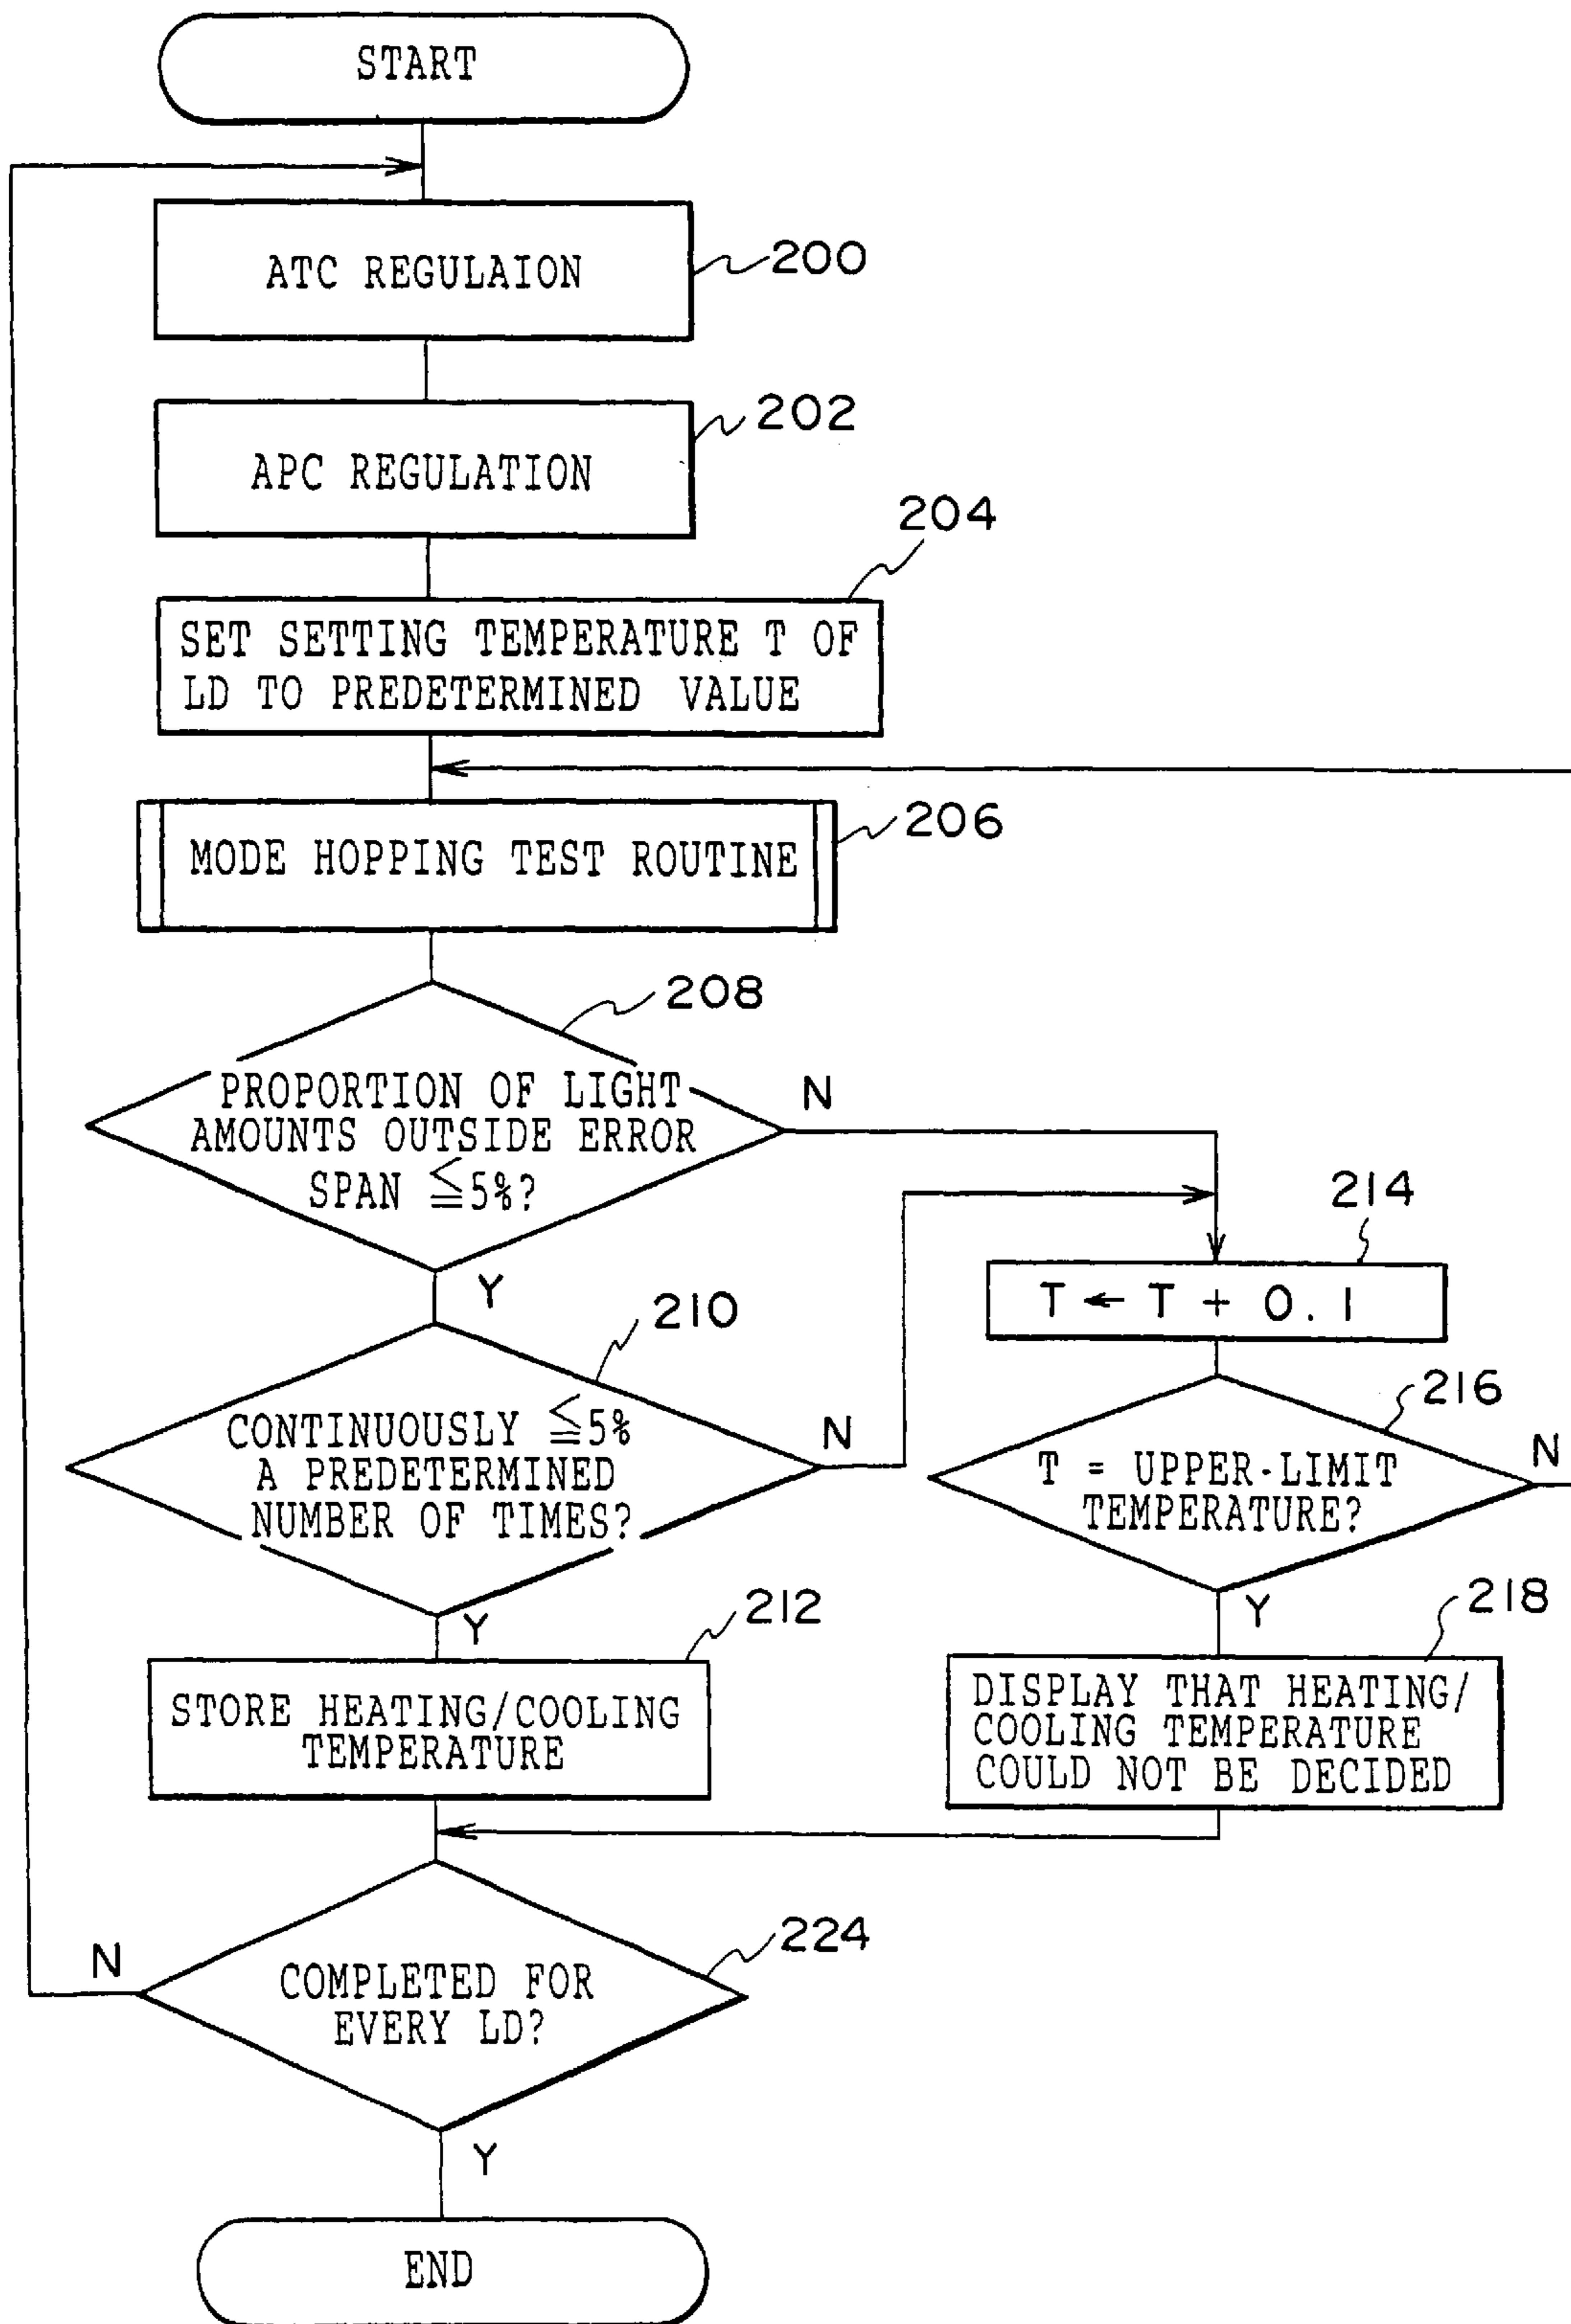 START
ATC REGULAION
200
APC REGULATION
202
204
SET SETTING TEMPERATURE T OF
LD TO PREDETERMINED VALUE
MODE HOPPING TEST ROUTINE
206
208
PROPORTION OF LIGHT
AMOUNTS OUTSIDE ERROR
SPAN ≦5%?
N
Y
210
CONTINUOUSLY ≦5%
A PREDETERMINED
NUMBER OF TIMES?
N
Y
214
T ← T + 0.1
216
T = UPPER-LIMIT
TEMPERATURE?
N
Y
212
STORE HEATING/COOLING
TEMPERATURE
218
DISPLAY THAT HEATING/
COOLING TEMPERATURE
COULD NOT BE DECIDED
224
COMPLETED FOR
EVERY LD?
N
Y
END